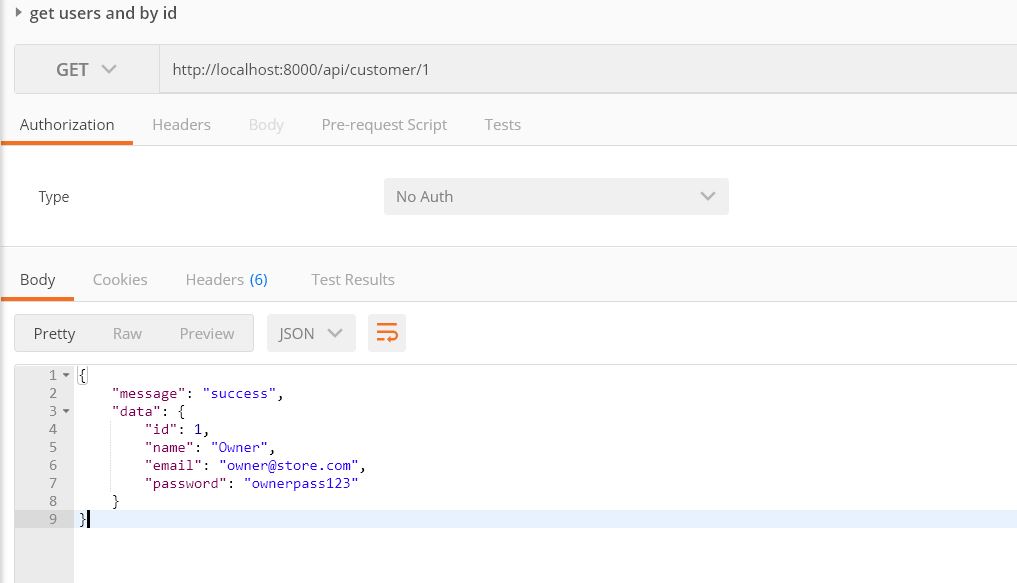 get users and by id
GET http://localhost:8000/api/customer/1
Authorization Headers Body Pre-request Script Tests
Type No Auth
Body Cookies Headers (6) Test Results
Pretty Raw Preview JSON
1 {
2 "message": "success",
3 "data": {
4 "id": 1,
5 "name": "Owner",
6 "email": "owner@store.com",
7 "password": "ownerpass123"
8 }
9 }